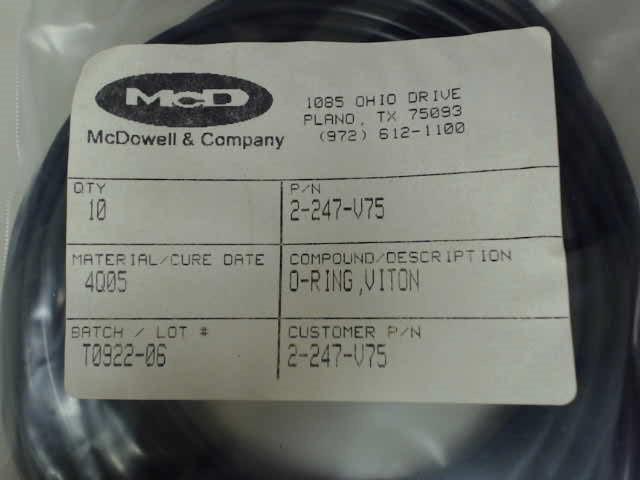 McD
McDowell & Company
1085 OHIO DRIVE
PLANO, TX 75093
(972) 612-1100
QTY
10
P/N
2-247-V75
MATERIAL/CURE DATE
4Q05
COMPOUND/DESCRIPTION
O-RING,VITON
BATCH / LOT #
T0922-06
CUSTOMER P/N
2-247-V75